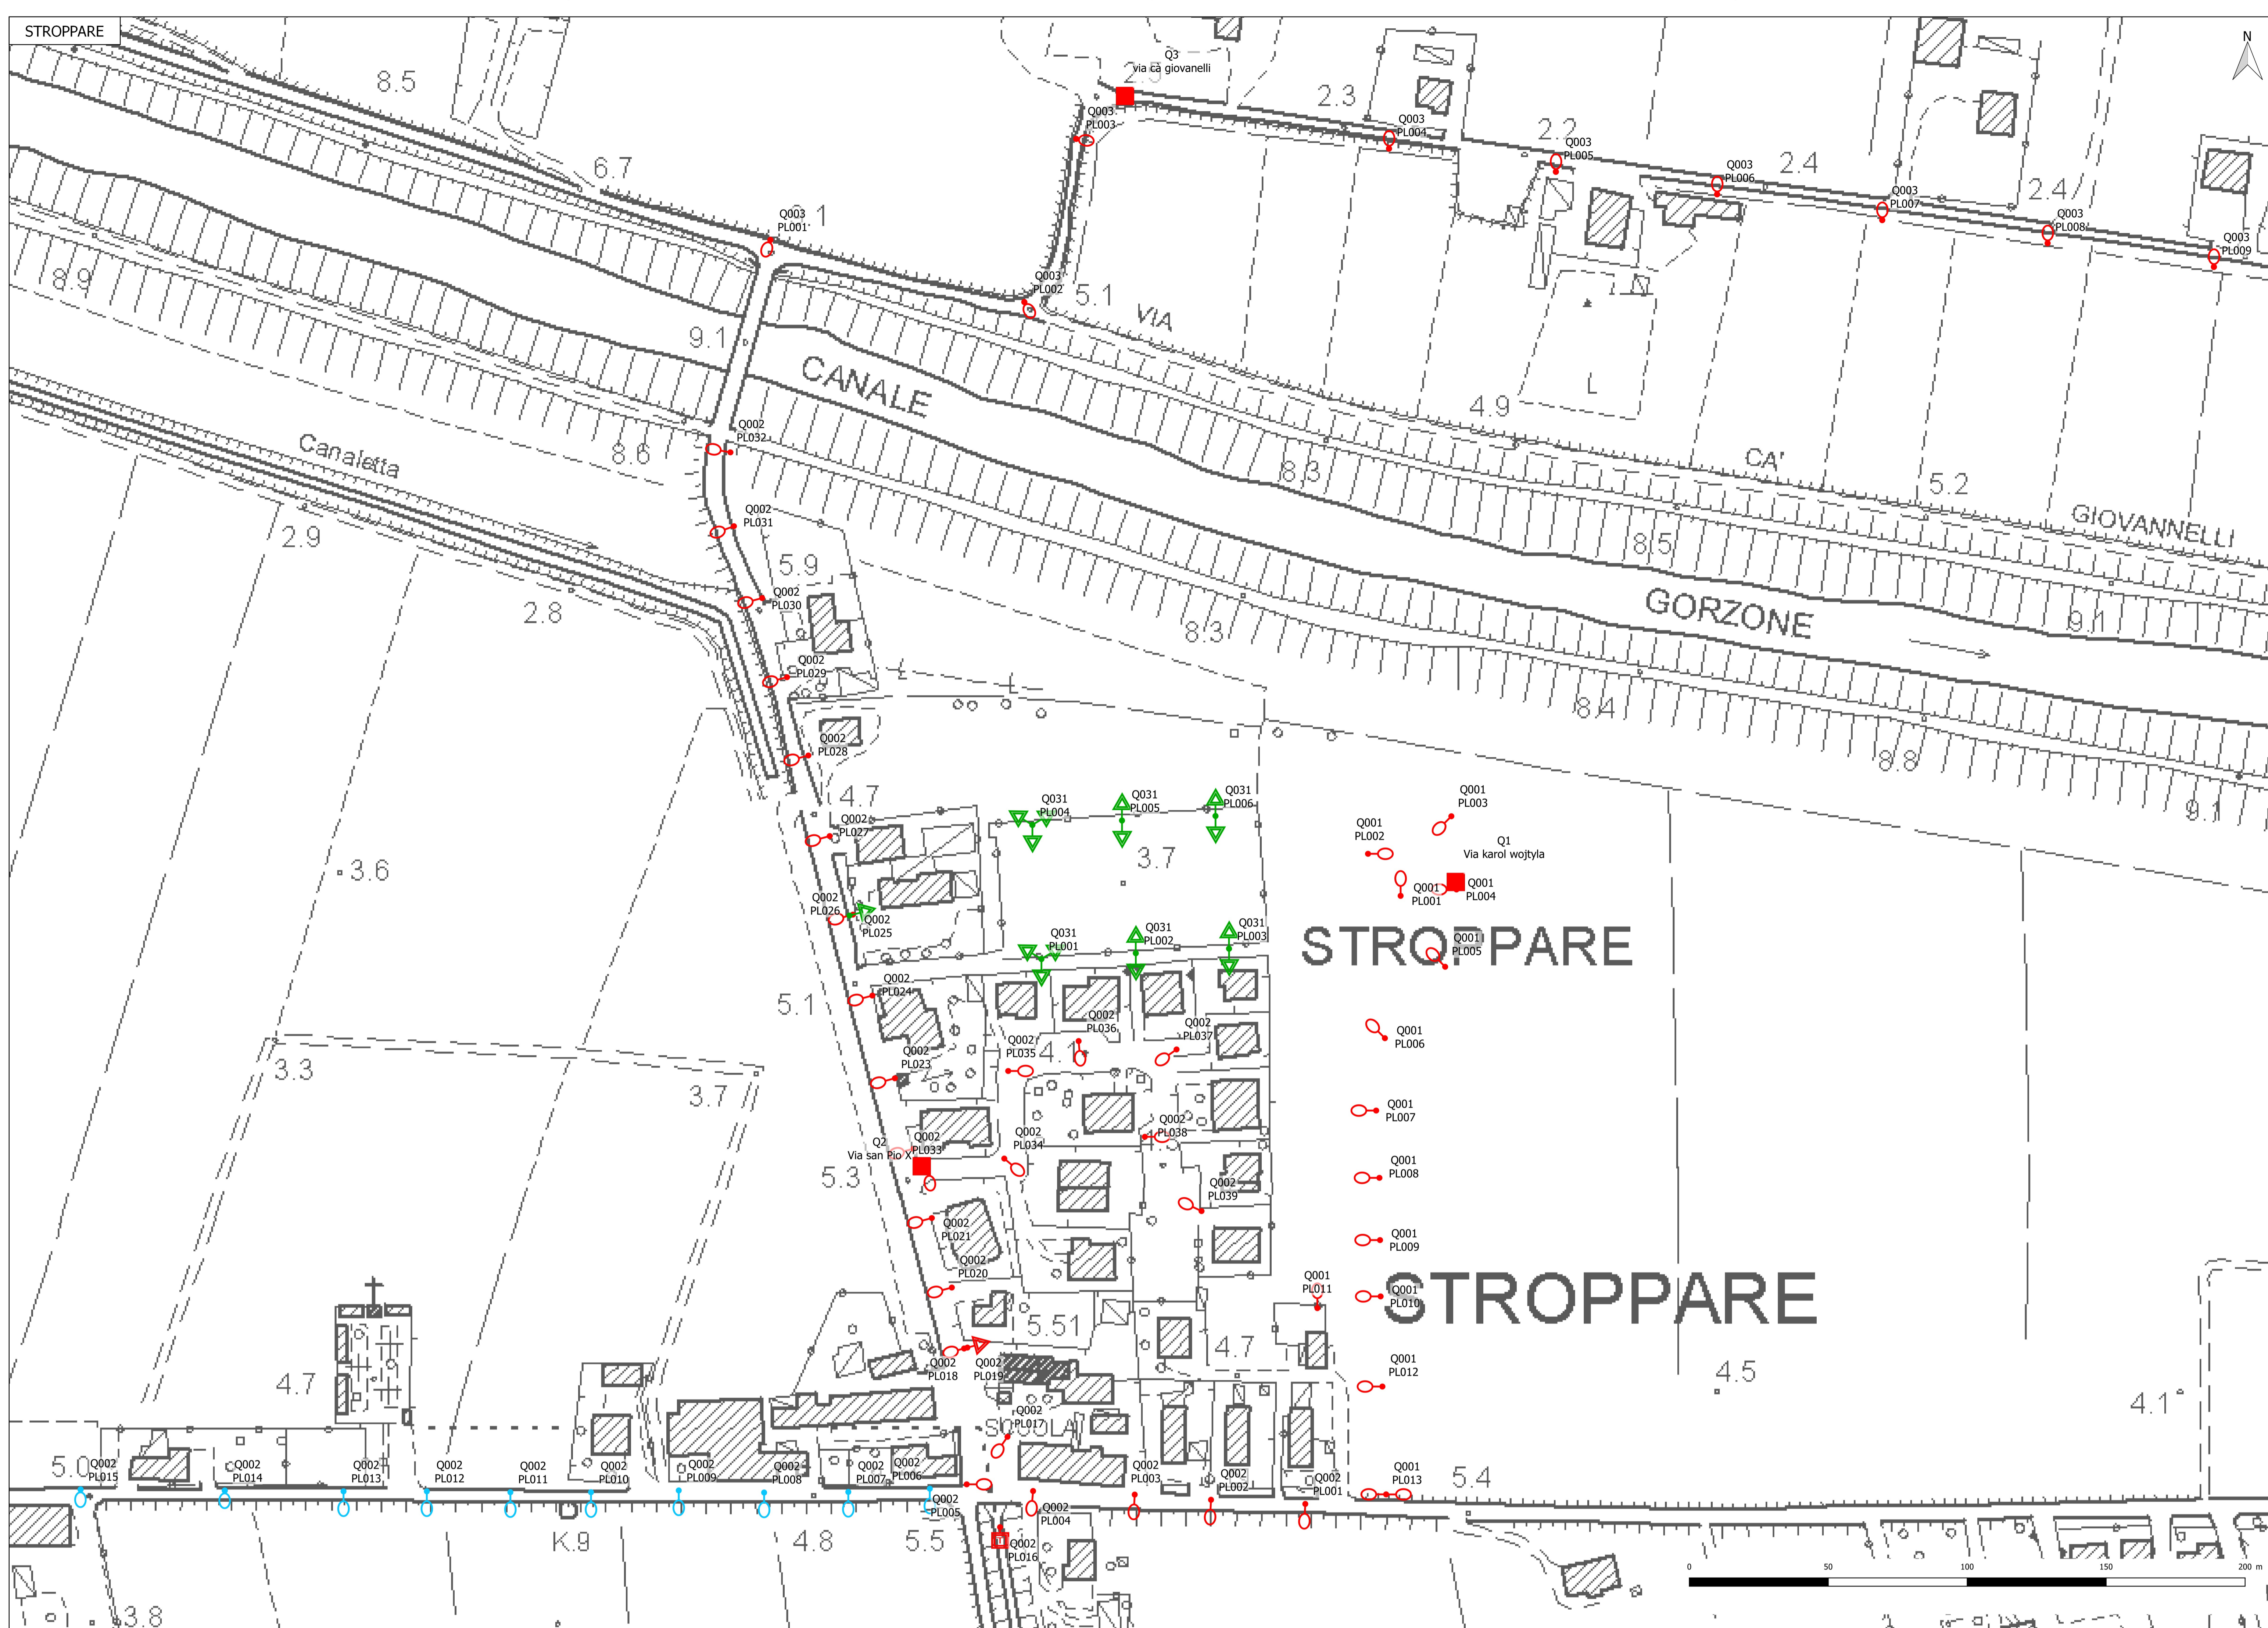 STROPPARE
N
8.5
Q3
via cà giovanelli
2.5
2.3
Q003
PL003
Q003
PL004
2.2
Q003
PL005
2.4
Q003
PL006
Q003
PL007
2.4
Q003
PL008
Q003
PL009
6.7
Q003
PL001
Q003
PL002
5.1
VIA
8.9
9.1
CANALE
4.9
CA'
5.2
GIOVANNELLI
Canaletta
8.6
Q002
PL032
8.3
8.5
Q002
PL031
2.9
5.9
GORZONE
9.1
Q002
PL030
2.8
8.3
Q002
PL029
8.4
Q002
PL028
8.8
9.1
4.7
Q031
PL004
Q031
PL005
Q031
PL006
Q001
PL003
Q002
PL027
Q001
PL002
Q1
Via karol wojtyla
3.6
3.7
Q001
PL001
Q001
PL004
Q002
PL026
Q002
PL025
Q031
PL001
Q031
PL002
Q031
PL003
STROPPARE
Q001
PL005
Q002
PL024
5.1
Q002
PL036
Q002
PL037
Q001
PL006
Q002
PL035
4.1
Q002
PL023
3.3
3.7
Q001
PL007
Q002
PL038
Q2
Via san Pio X
Q002
PL033
Q002
PL034
5.3
Q001
PL008
Q002
PL039
Q002
PL021
Q001
PL009
Q002
PL020
Q001
PL011
Q001
PL010
STROPPARE
5.51
4.7
Q002
PL018
Q002
PL019
4.7
Q001
PL012
4.5
4.1
Q002
PL017
SCUOLA
5.0
Q002
PL015
Q002
PL014
Q002
PL013
Q002
PL012
Q002
PL011
Q002
PL010
Q002
PL009
Q002
PL008
Q002
PL007
Q002
PL006
Q002
PL005
Q002
PL004
Q002
PL003
Q002
PL002
Q002
PL001
Q001
PL013
5.4
K.9
4.8
5.5
Q002
PL016
0 50 100 150 200 m
3.8